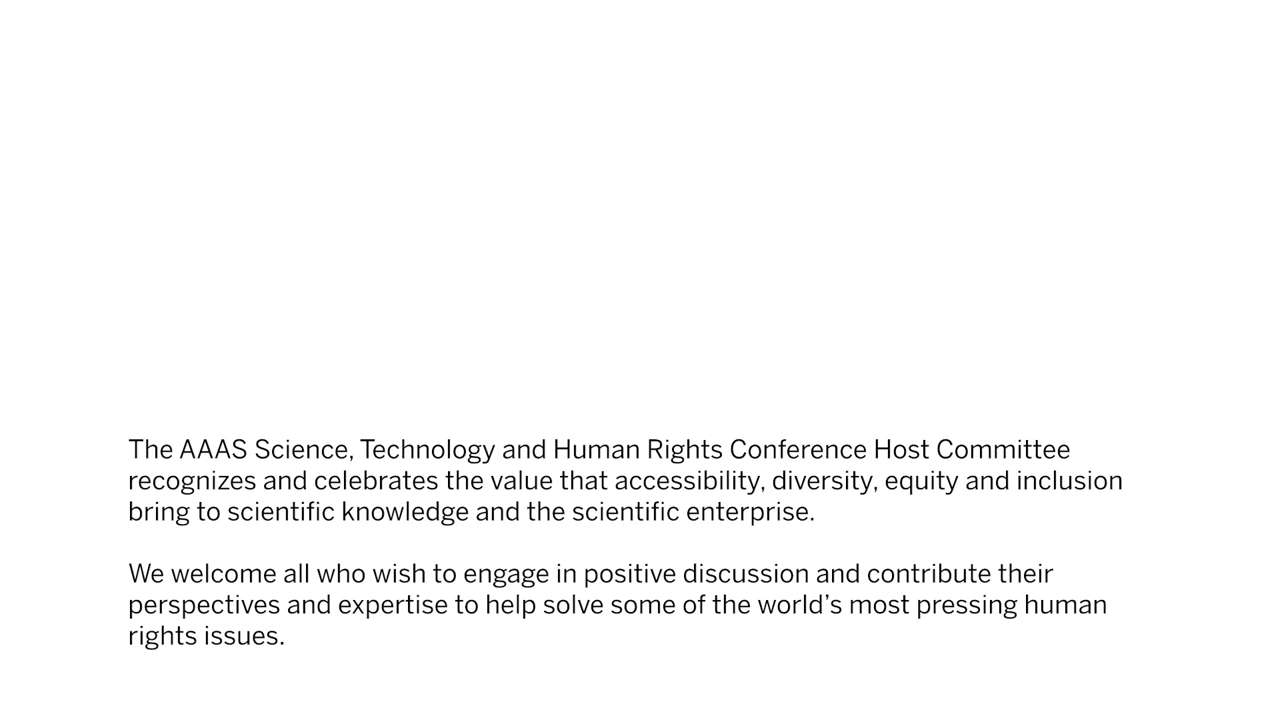 The AAAS Science, Technology and Human Rights Conference Host Committee
recognizes and celebrates the value that accessibility, diversity, equity and inclusion
bring to scientific knowledge and the scientific enterprise.
We welcome all who wish to engage in positive discussion and contribute their
perspectives and expertise to help solve some of the world’s most pressing human
rights issues.